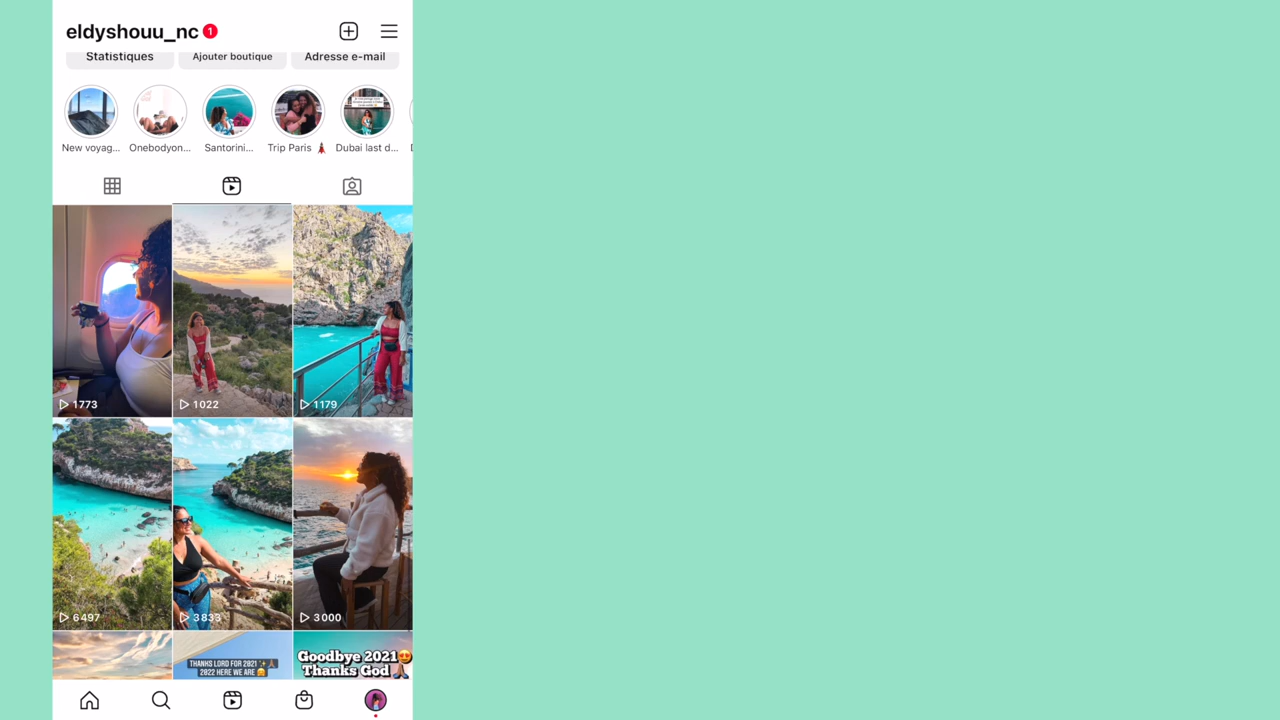 eldyshouu_nc 1
Statistiques Ajouter boutique Adresse e-mail
New voyag... Onebodyon... Santorini... Trip Paris 🗼 Dubai last d...
1773 1022 1179
6497 3833 3000
THANKS LORD FOR 2021 ✨🙏🏽
2022 HERE WE ARE 🤗
Goodbye 2021😍
Thanks God🙏🏽